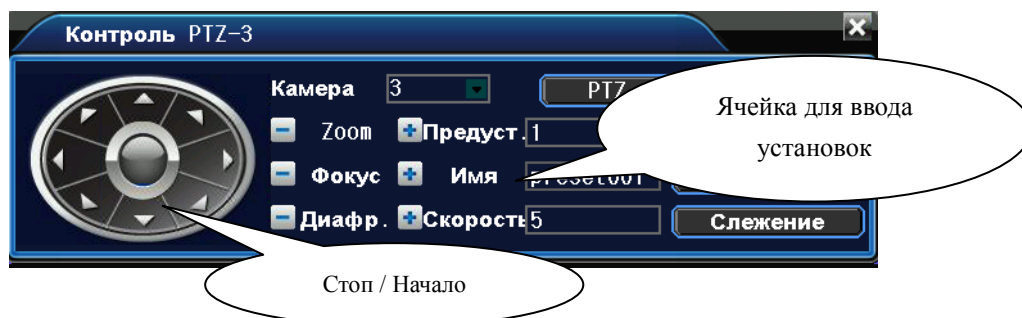 Контроль PTZ-3
Камера 3 PTZ
Zoom Предуст. 1
Фокус Имя preset001
Диафр. Скорость 5 Слежение
Ячейка для ввода
установок
Стоп / Начало